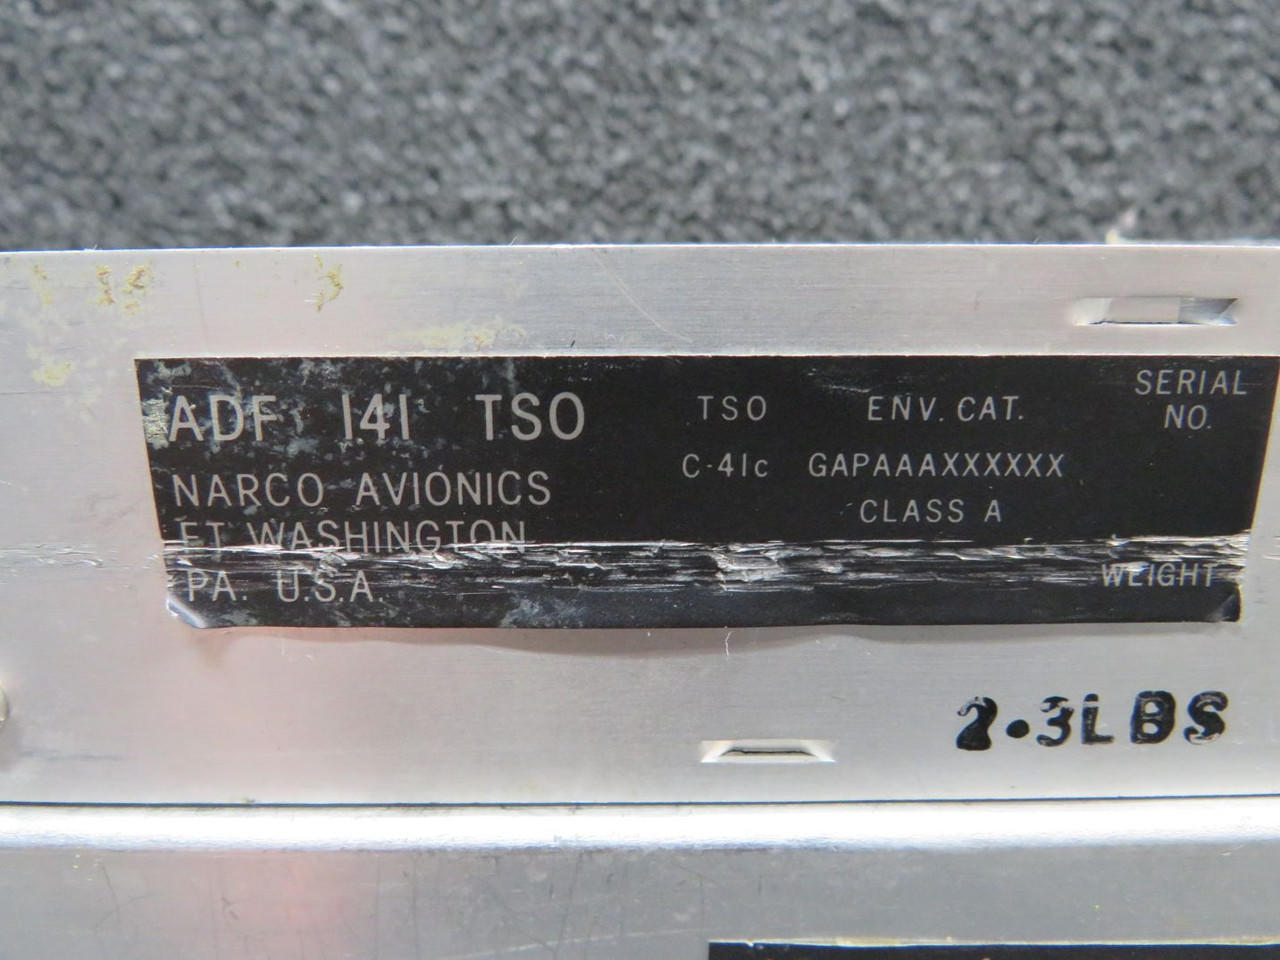 ADF 141 TSO
NARCO AVIONICS
FT WASHINGTON
PA. U.S.A.
TSO
C-41c
ENV. CAT.
GAPAAAXXXXXX
CLASS A
SERIAL
NO.
WEIGHT
2.3LBS